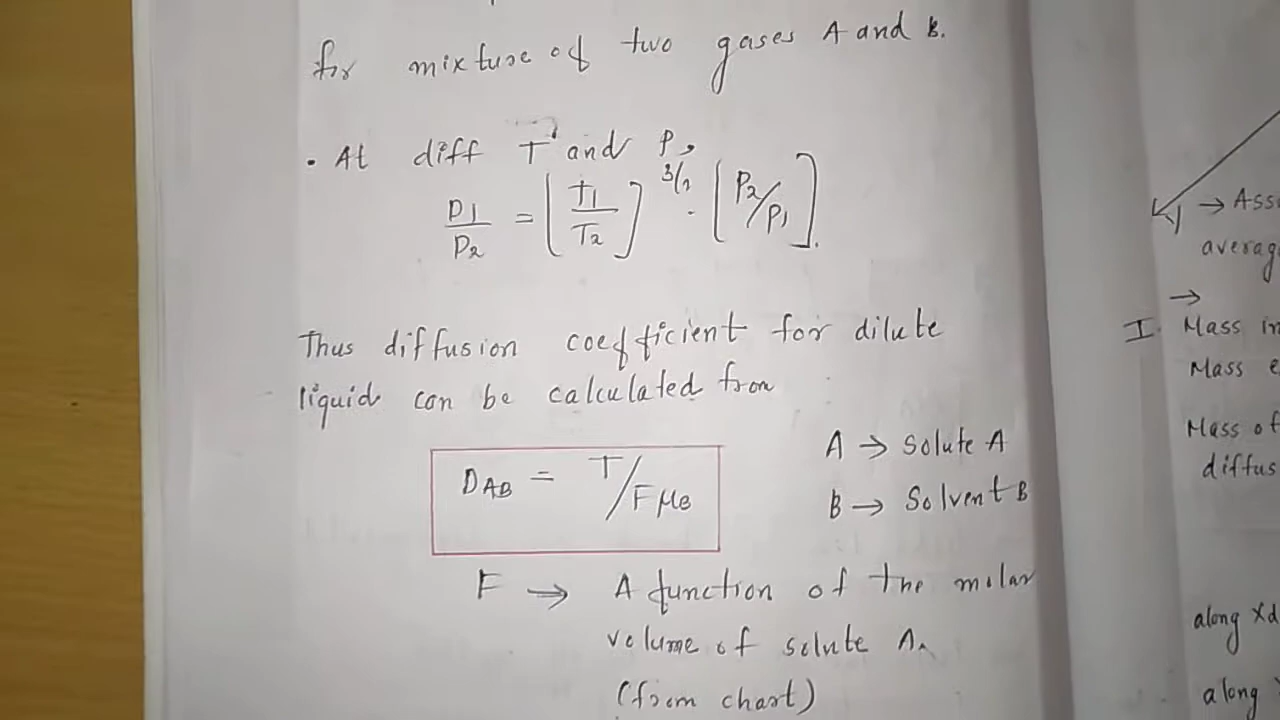 for mixture of two gases A and B.
• At diff T and P,
D1/D2 = [T1/T2]^3/2 . [P2/P1].
Thus diffusion coefficient for dilute
liquid can be calculated from
DAB = T/FμB
A → Solute A
B → Solvent B
F → A function of the molar
volume of solute A.
(from chart)
→ Ass
averag
→
I. Mass in
Mass e
Mass of
diffus
along Xd
along